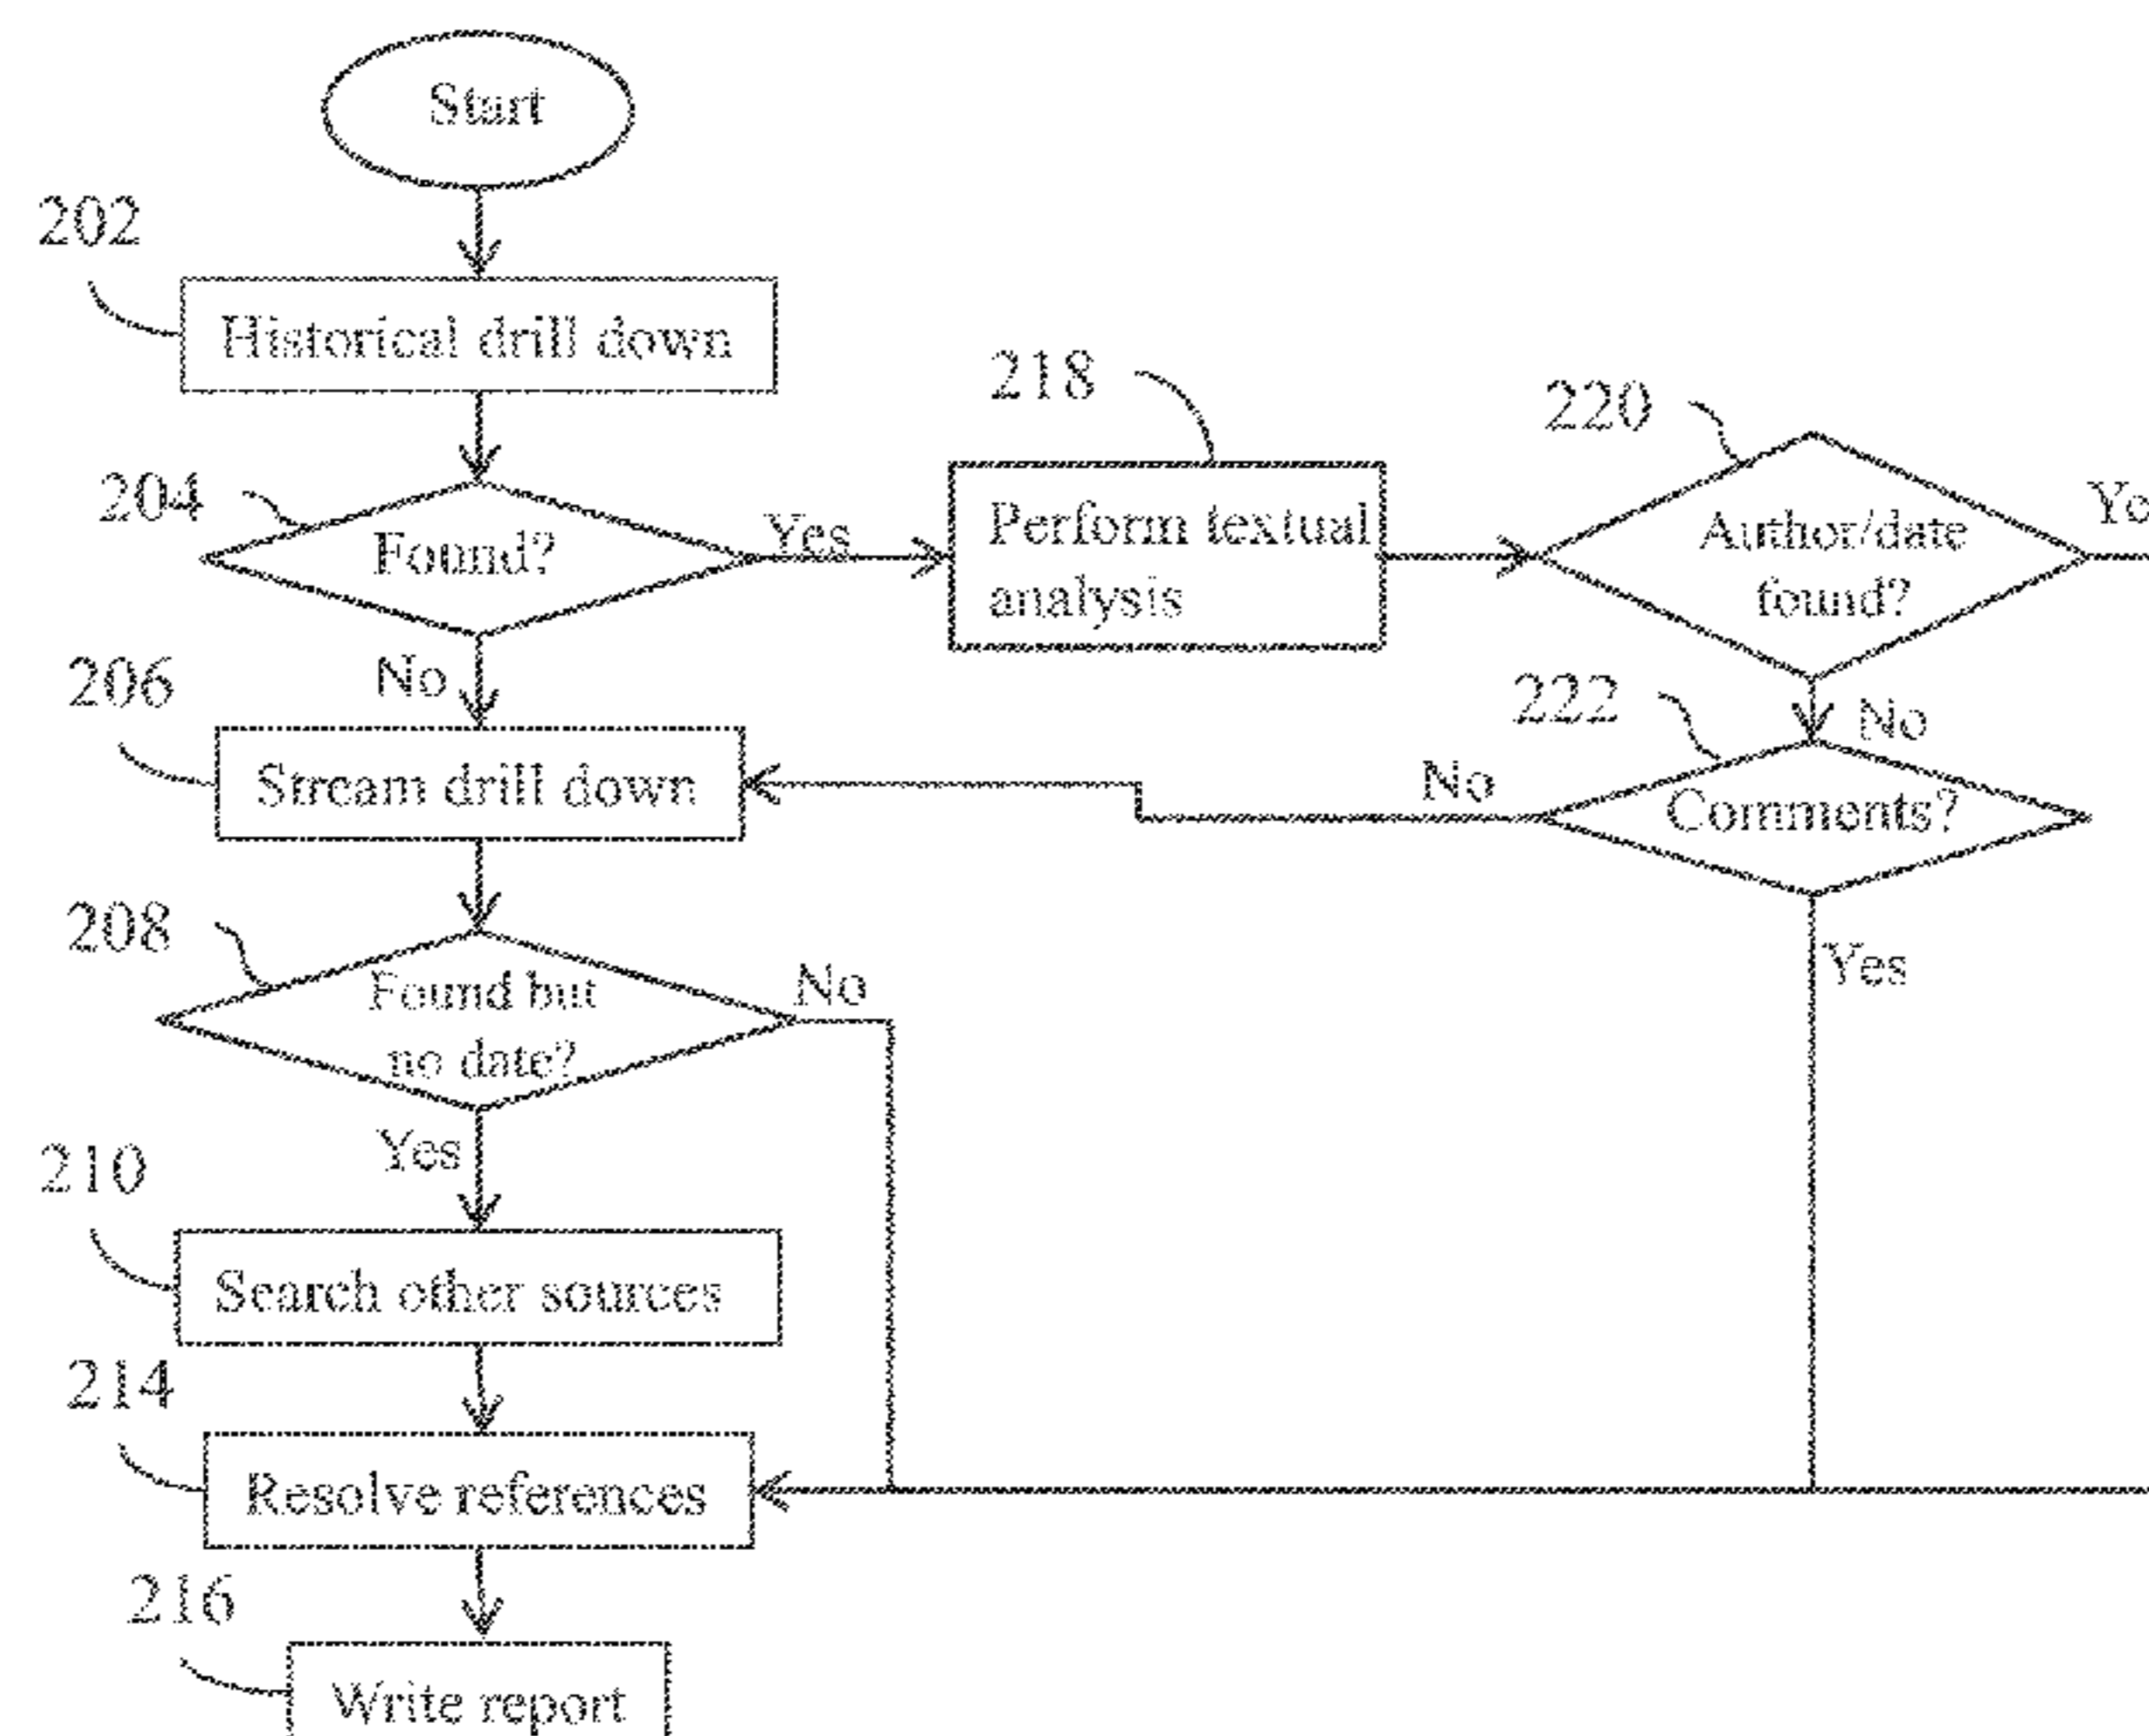 Start
202
Historical drill down
218
220
204
Found?
Yes
Perform textual
analysis
Author/date
found?
Ye
No
206
222
No
Stream drill down
No
Comments?
208
Found but
no date?
No
Yes
Yes
210
Search other sources
214
Resolve references
216
Write report